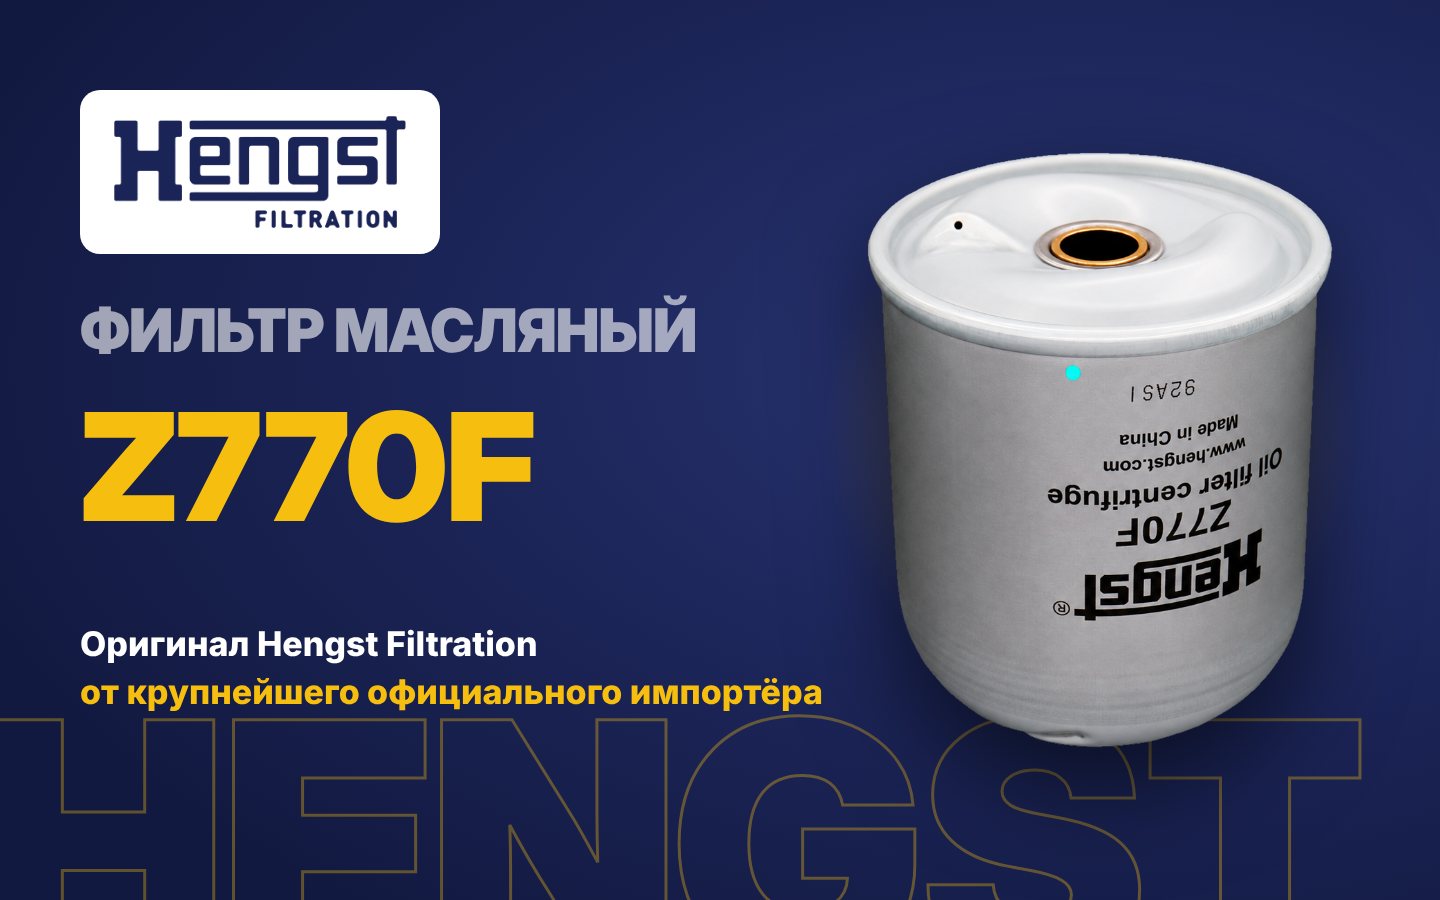 Hengst
FILTRATION
ФИЛЬТР МАСЛЯНЫЙ
Z770F
Оригинал Hengst Filtration
от крупнейшего официального импортёра
Hengst®
Z770F
Oil filter centrifuge
www.hengst.com
Made in China
92AS I
HENGST